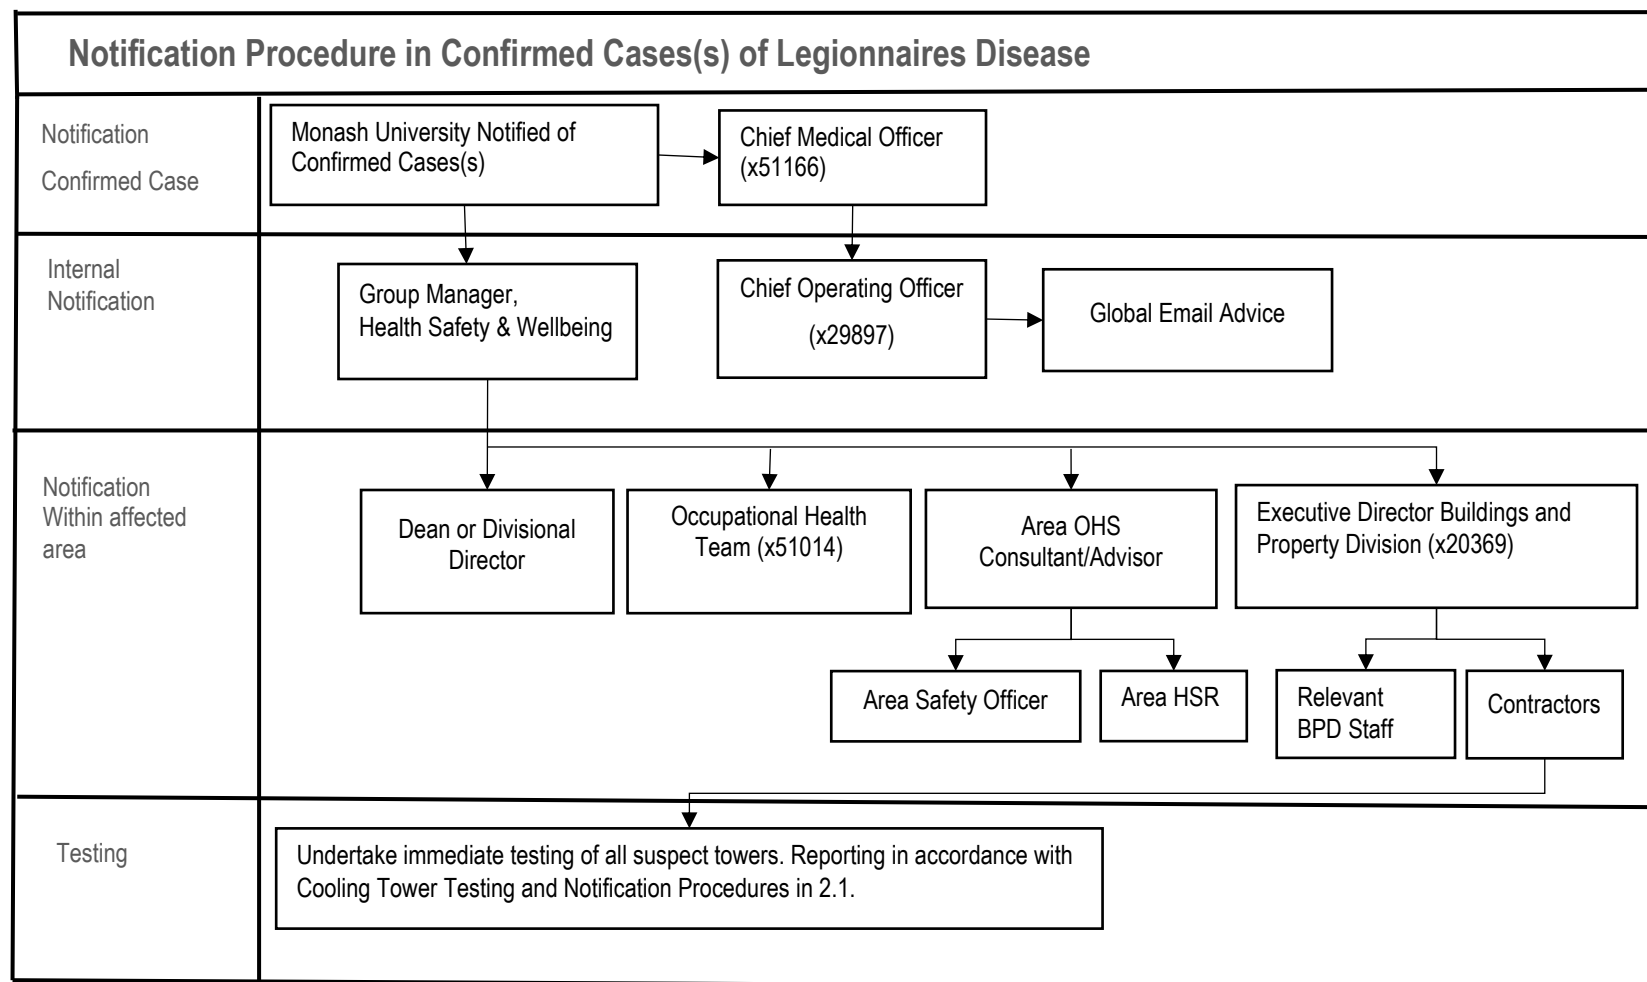 Notification Procedure in Confirmed Cases(s) of Legionnaires Disease
Notification
Confirmed Case
Monash University Notified of
Confirmed Cases(s)
Chief Medical Officer
(x51166)
Internal
Notification
Group Manager,
Health Safety & Wellbeing
Chief Operating Officer
(x29897)
Global Email Advice
Notification
Within affected
area
Dean or Divisional
Director
Occupational Health
Team (x51014)
Area OHS
Consultant/Advisor
Executive Director Buildings and
Property Division (x20369)
Area Safety Officer
Area HSR
Relevant
BPD Staff
Contractors
Testing
Undertake immediate testing of all suspect towers. Reporting in accordance with
Cooling Tower Testing and Notification Procedures in 2.1.